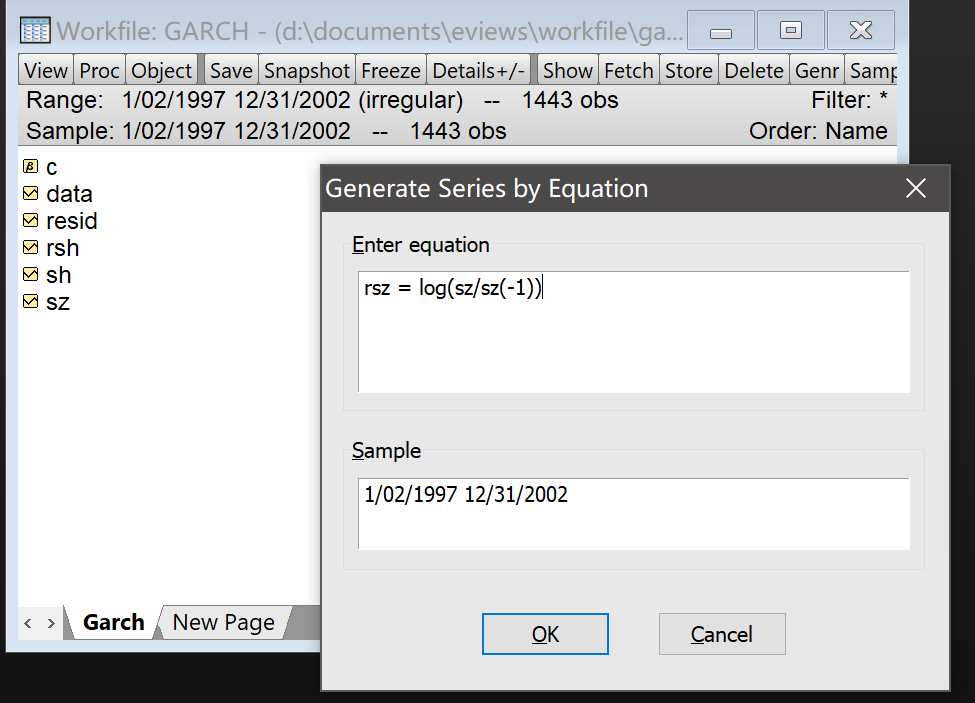 Workfile: GARCH - (d:\documents\eviews\workfile\ga...
View Proc Object Save Snapshot Freeze Details+/- Show Fetch Store Delete Genr Samp
Range: 1/02/1997 12/31/2002 (irregular) -- 1443 obs Filter: *
Sample: 1/02/1997 12/31/2002 -- 1443 obs Order: Name
c
data
resid
rsh
sh
sz
Garch New Page
Generate Series by Equation
Enter equation
rsz = log(sz/sz(-1))
Sample
1/02/1997 12/31/2002
OK Cancel